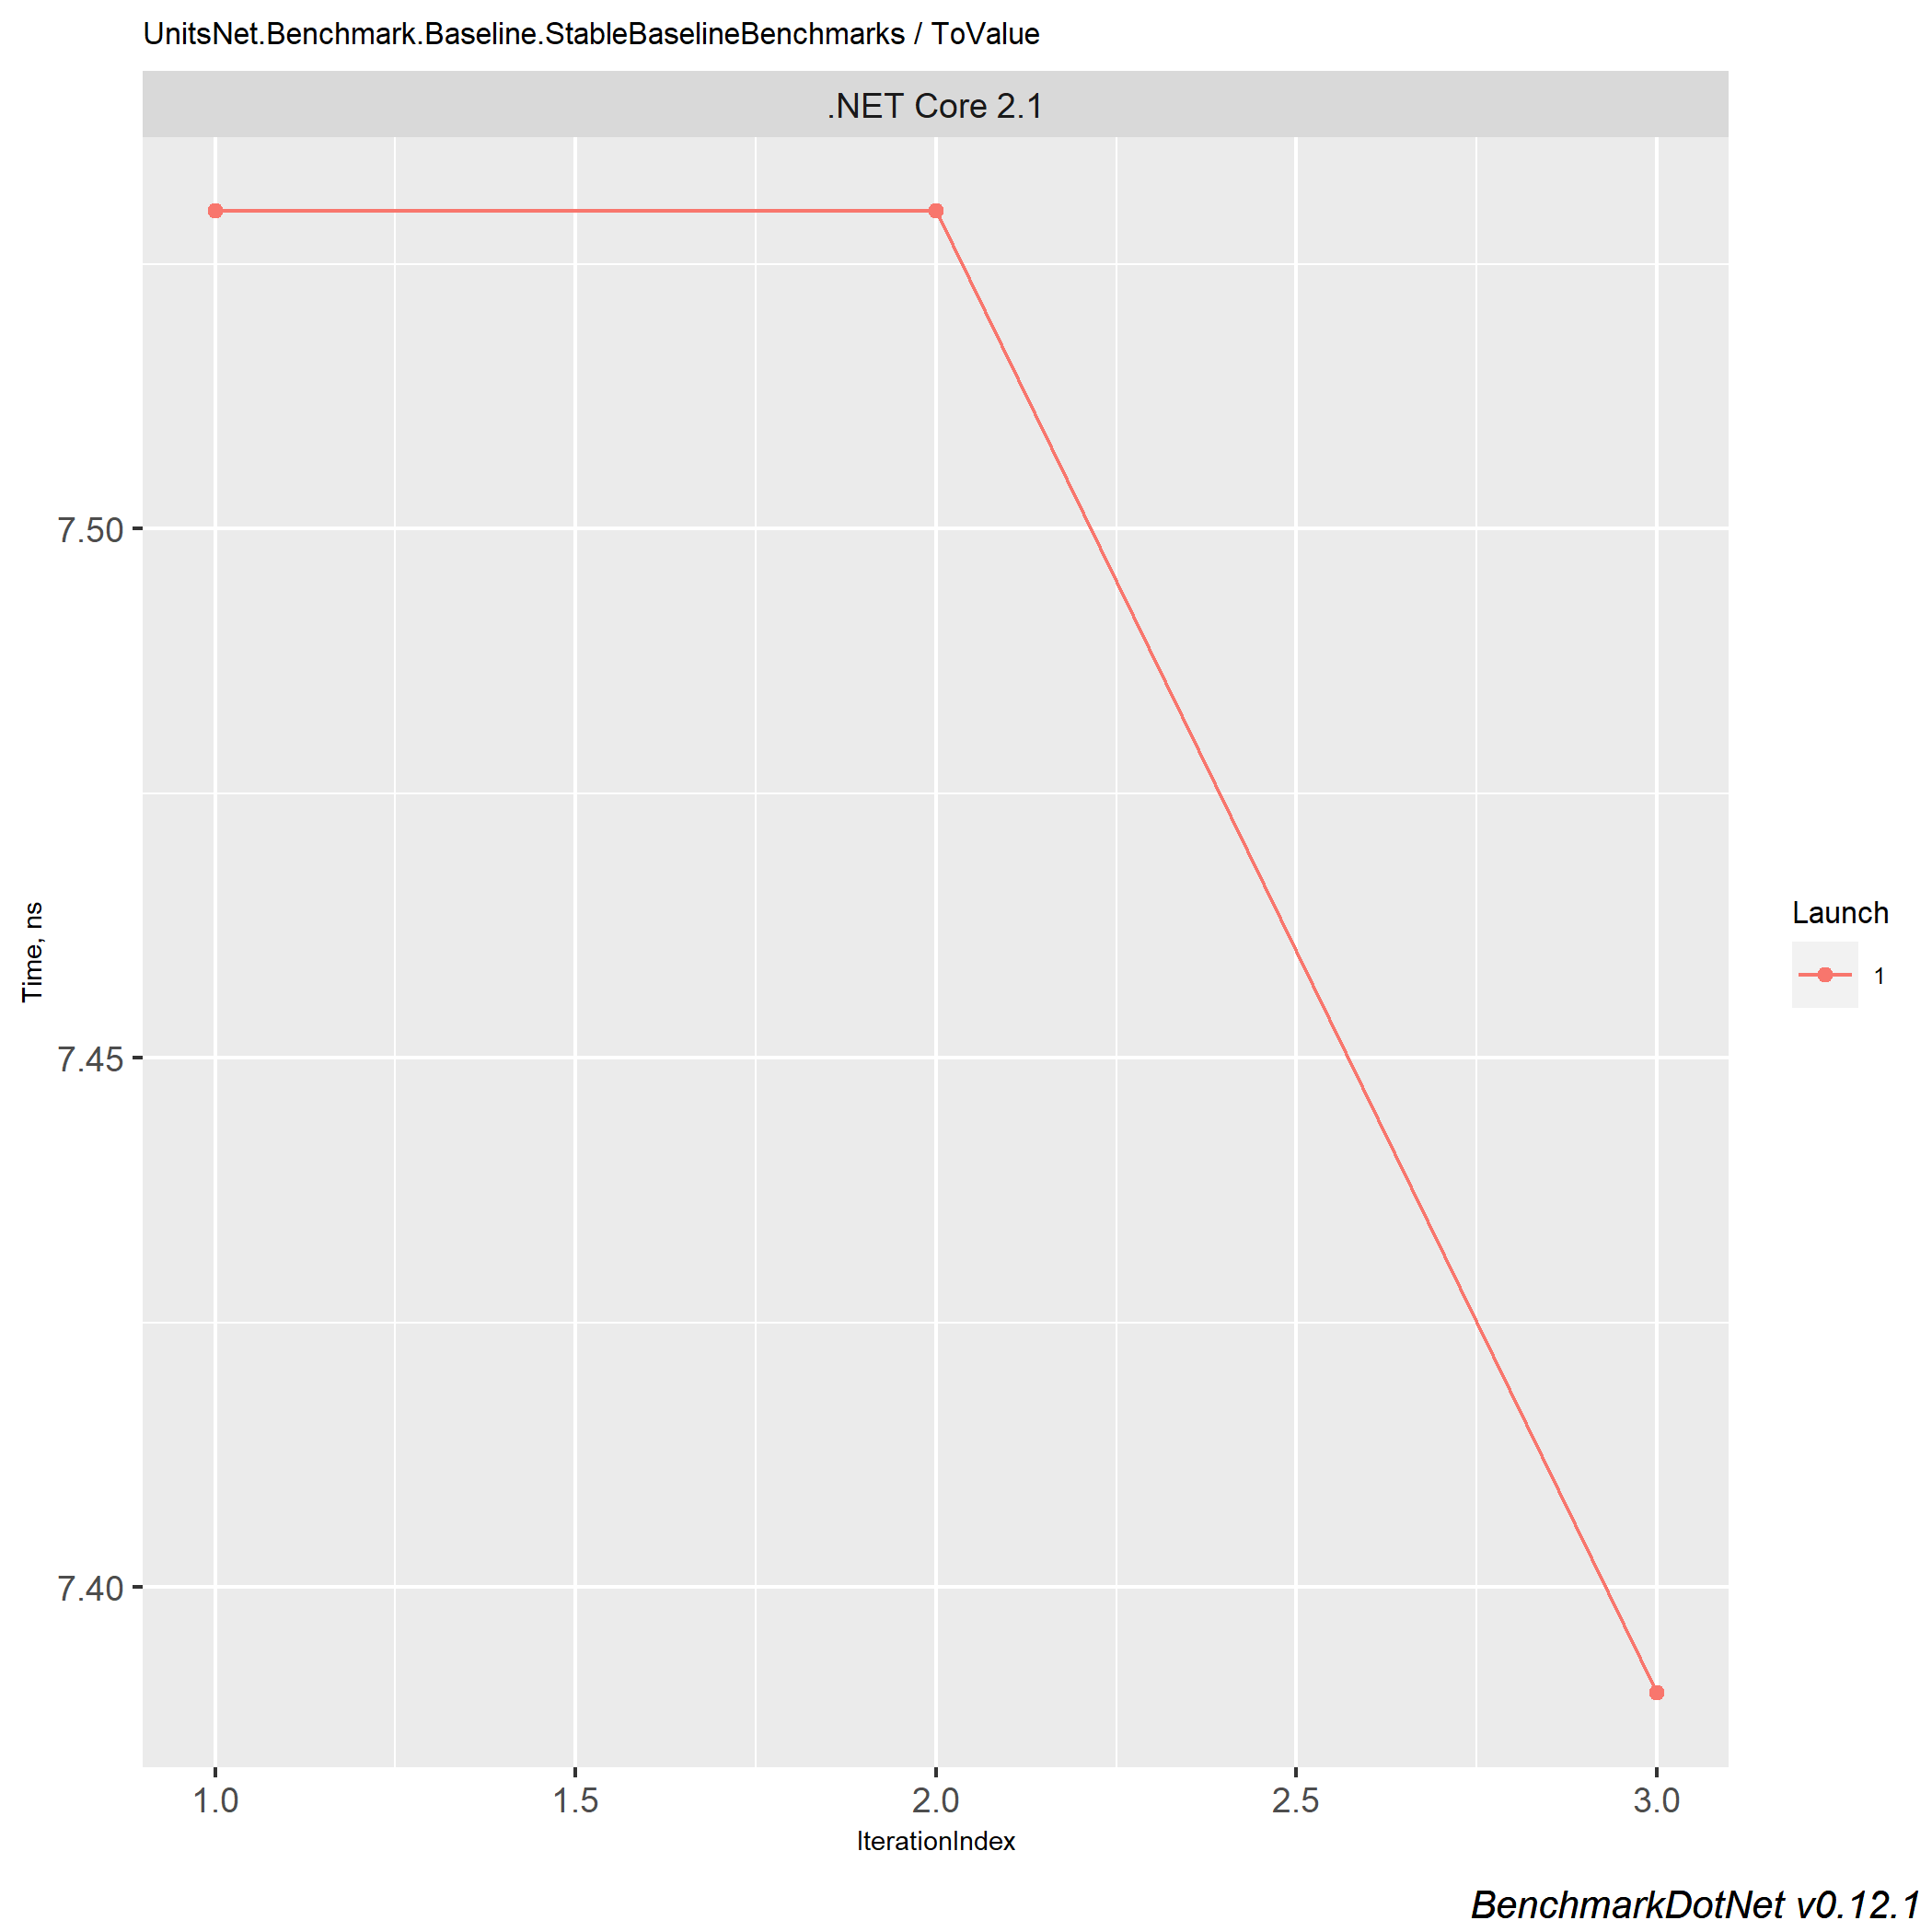 UnitsNet.Benchmark.Baseline.StableBaselineBenchmarks / ToValue
.NET Core 2.1
7.50
7.45
7.40
Time, ns
1.0 1.5 2.0 2.5 3.0
IterationIndex
Launch
1
BenchmarkDotNet v0.12.1